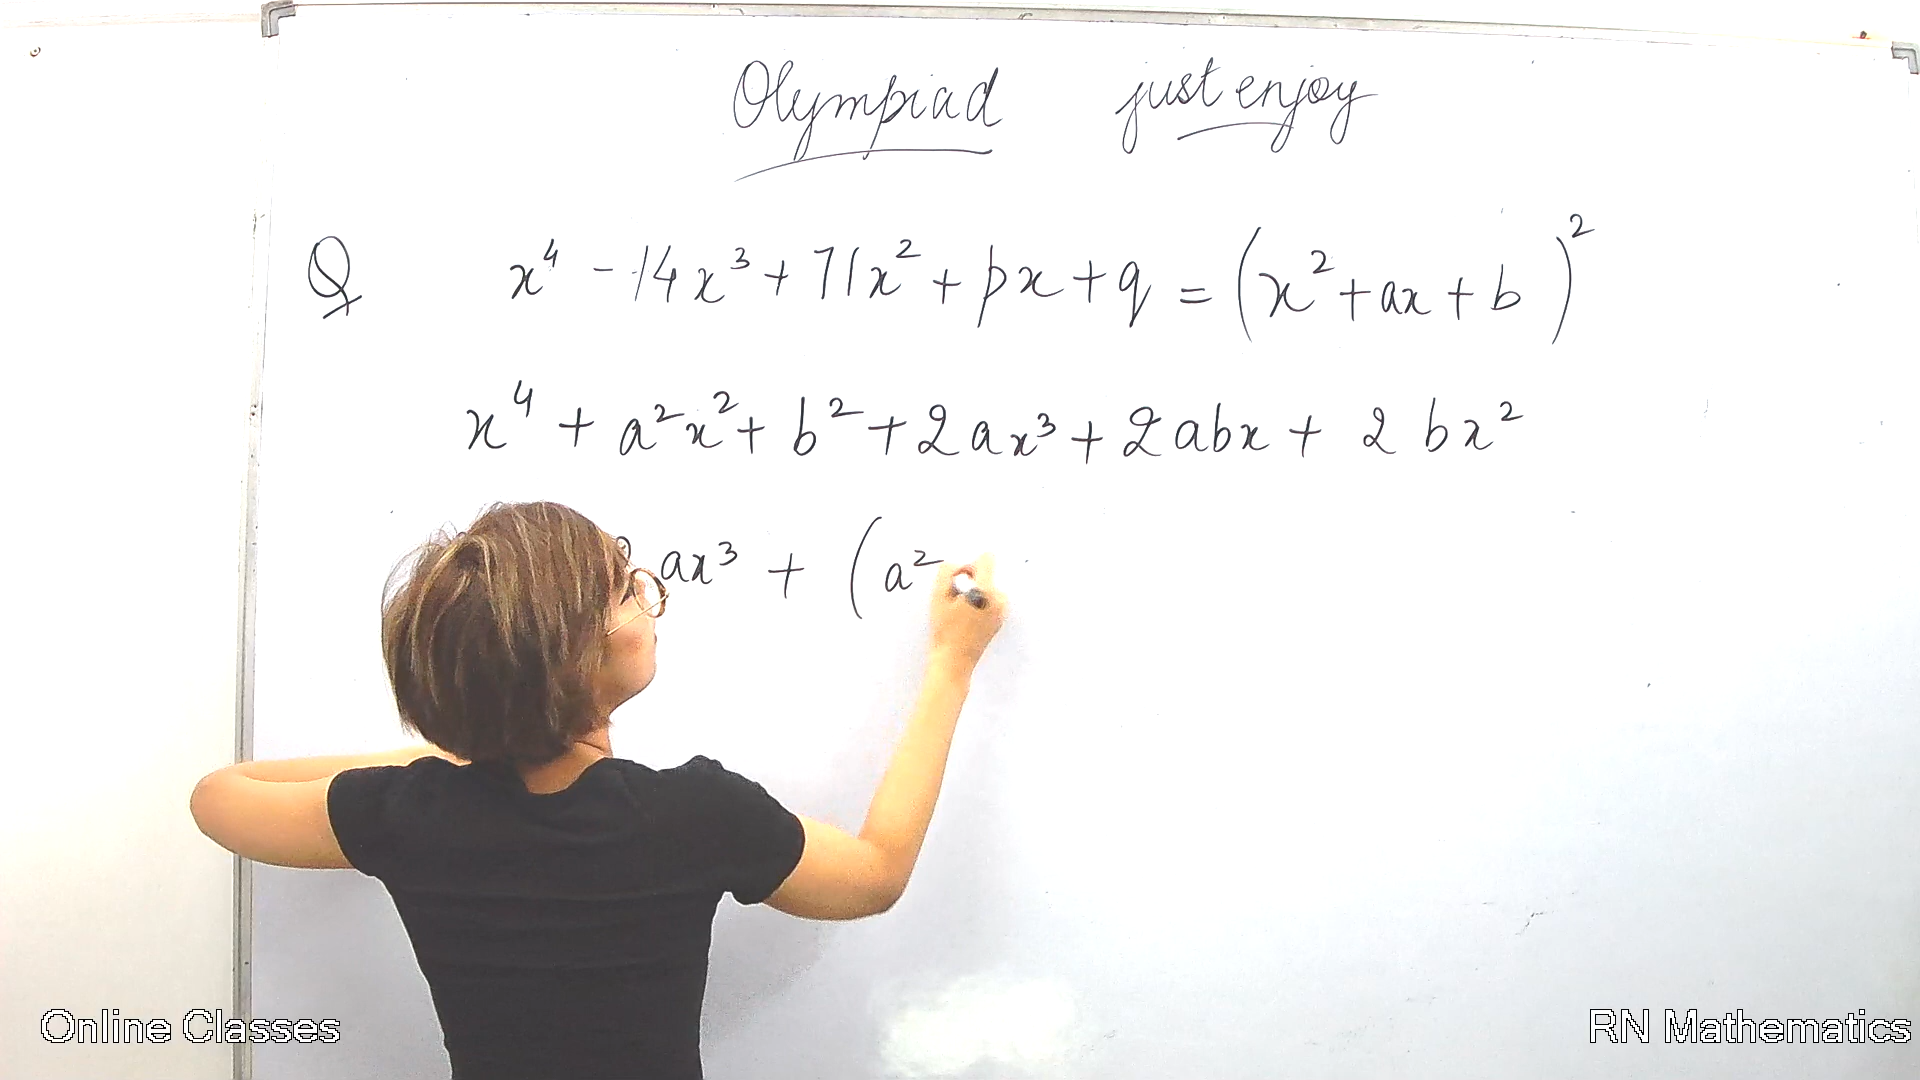 Olympiad just enjoy
Q x⁴ - 14x³ + 71x² + px + q = (x² + ax + b)²
x⁴ + a²x² + b² + 2ax³ + 2abx + 2bx²
ax³ + (a²
Online Classes
RN Mathematics